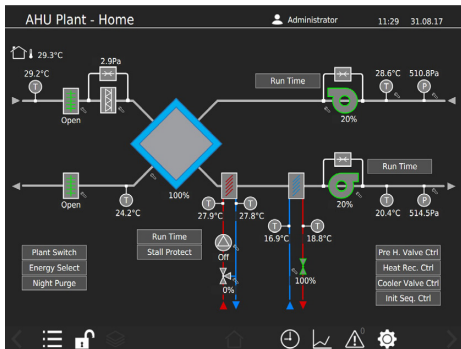 AHU Plant - Home
Administrator
11:29 31.08.17
29.3°C
29.2°C
2.9Pa
28.6°C
510.8Pa
T
T
P
Run Time
Open
20%
Run Time
Open
100%
20%
T
24.2°C
T
T
27.9°C
27.8°C
T
P
20.4°C
514.5Pa
T
T
16.9°C
18.8°C
Run Time
Stall Protect
Off
0%
100%
Plant Switch
Energy Select
Night Purge
Pre H. Valve Ctrl
Heat Rec. Ctrl
Cooler Valve Ctrl
Init Seq. Ctrl
0